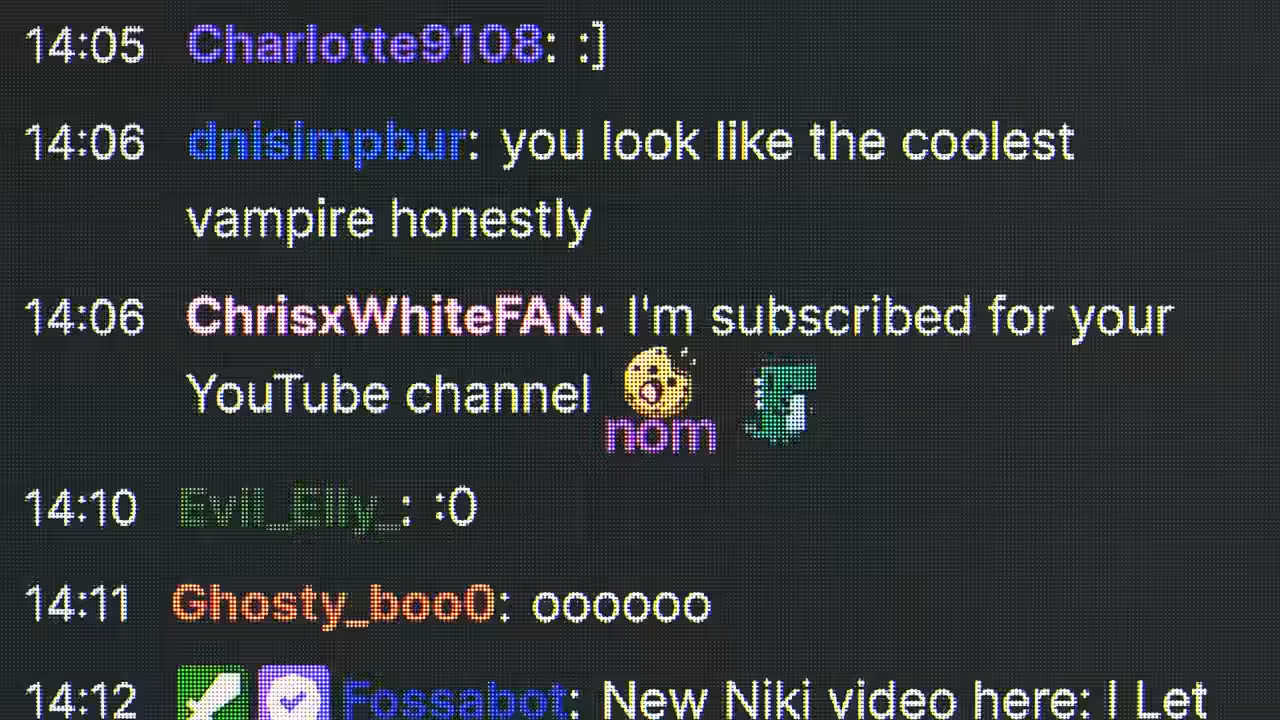 14:05 Charlotte9108: :]
14:06 dnisimpbur: you look like the coolest
vampire honestly
14:06 ChrisxWhiteFAN: I'm subscribed for your
YouTube channel
nom
14:10 Evil_Elly_: :0
14:11 Ghosty_boo0: oooooo
14:12 Fossabot: New Niki video here: I Let